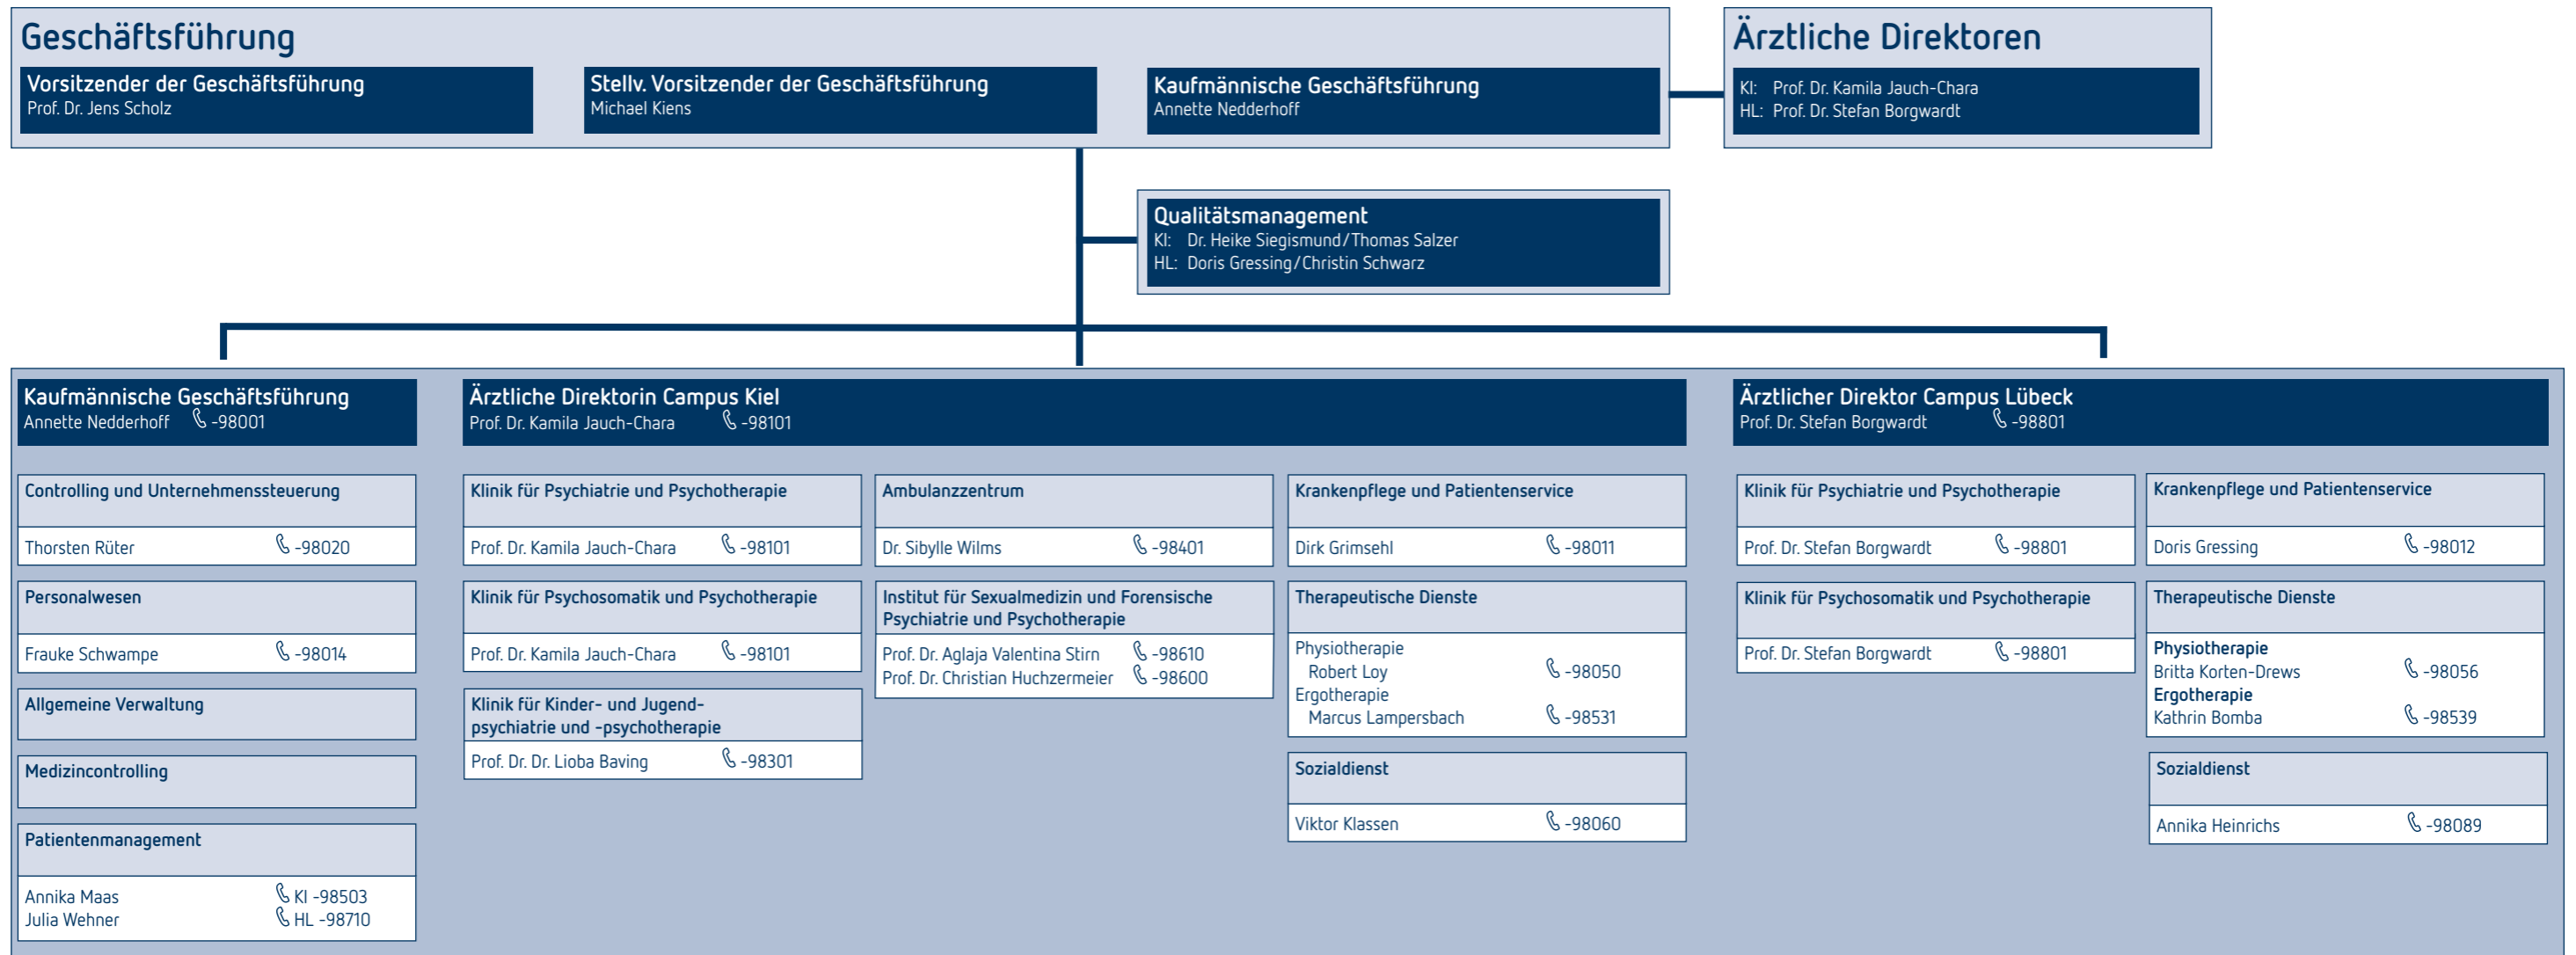 Geschäftsführung
Vorsitzender der Geschäftsführung
Prof. Dr. Jens Scholz
Stellv. Vorsitzender der Geschäftsführung
Michael Kiens
Kaufmännische Geschäftsführung
Annette Nedderhoff
Ärztliche Direktoren
KI: Prof. Dr. Kamila Jauch-Chara
HL: Prof. Dr. Stefan Borgwardt
Qualitätsmanagement
KI: Dr. Heike Siegismund/Thomas Salzer
HL: Doris Gressing/Christin Schwarz
Kaufmännische Geschäftsführung
Annette Nedderhoff -98001
Controlling und Unternehmenssteuerung
Thorsten Rüter -98020
Personalwesen
Frauke Schwampe -98014
Allgemeine Verwaltung
Medizincontrolling
Patientenmanagement
Annika Maas KI -98503
Julia Wehner HL -98710
Ärztliche Direktorin Campus Kiel
Prof. Dr. Kamila Jauch-Chara -98101
Klinik für Psychiatrie und Psychotherapie
Prof. Dr. Kamila Jauch-Chara -98101
Klinik für Psychosomatik und Psychotherapie
Prof. Dr. Kamila Jauch-Chara -98101
Klinik für Kinder- und Jugend-
psychiatrie und -psychotherapie
Prof. Dr. Dr. Lioba Baving -98301
Ambulanzzentrum
Dr. Sibylle Wilms -98401
Institut für Sexualmedizin und Forensische
Psychiatrie und Psychotherapie
Prof. Dr. Aglaja Valentina Stirn -98610
Prof. Dr. Christian Huchzermeier -98600
Krankenpflege und Patientenservice
Dirk Grimsehl -98011
Therapeutische Dienste
Physiotherapie
Robert Loy -98050
Ergotherapie
Marcus Lampersbach -98531
Sozialdienst
Viktor Klassen -98060
Ärztlicher Direktor Campus Lübeck
Prof. Dr. Stefan Borgwardt -98801
Klinik für Psychiatrie und Psychotherapie
Prof. Dr. Stefan Borgwardt -98801
Klinik für Psychosomatik und Psychotherapie
Prof. Dr. Stefan Borgwardt -98801
Krankenpflege und Patientenservice
Doris Gressing -98012
Therapeutische Dienste
Physiotherapie
Britta Korten-Drews -98056
Ergotherapie
Kathrin Bomba -98539
Sozialdienst
Annika Heinrichs -98089